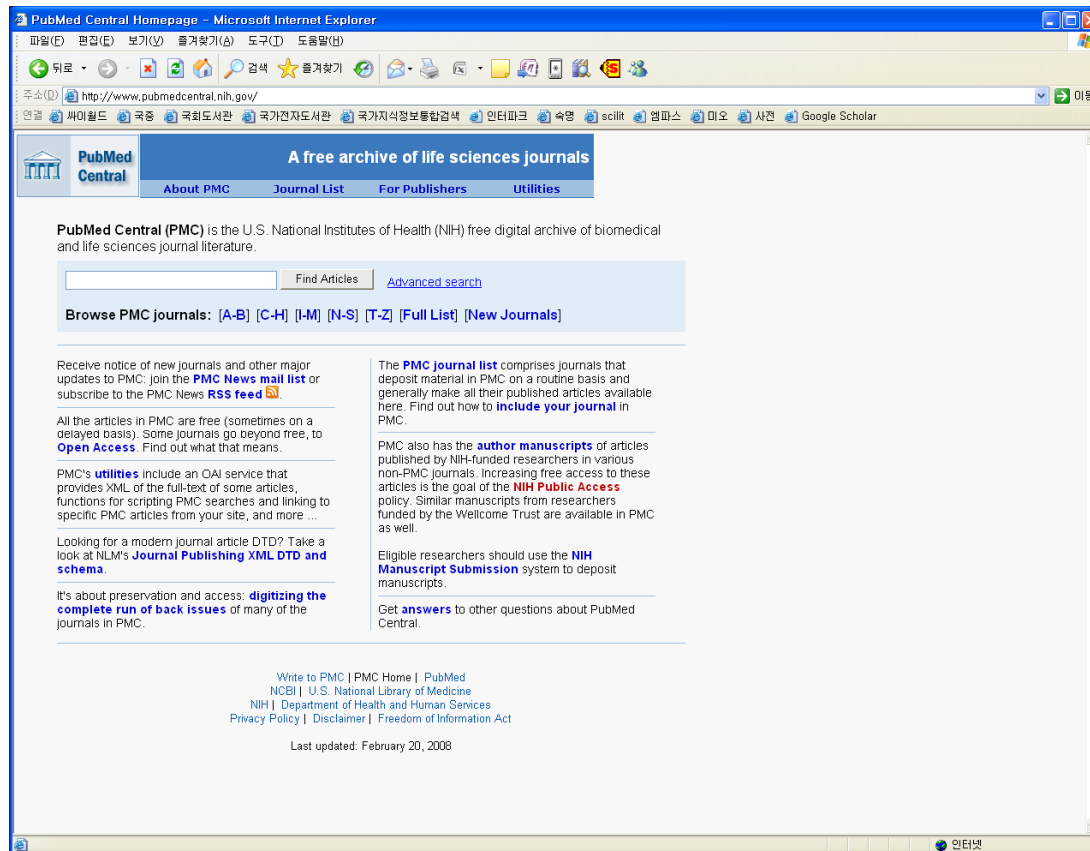 PubMed Central Homepage - Microsoft Internet Explorer
파일(F) 편집(E) 보기(V) 즐겨찾기(A) 도구(T) 도움말(H)
뒤로 검색 즐겨찾기
주소(D) http://www.pubmedcentral.nih.gov/ 이동
연결 싸이월드 국중 국회도서관 국가전자도서관 국가지식정보통합검색 인터파크 숙명 scilit 엠파스 미오 사전 Google Scholar
PubMed Central
A free archive of life sciences journals
About PMC Journal List For Publishers Utilities
PubMed Central (PMC) is the U.S. National Institutes of Health (NIH) free digital archive of biomedical
and life sciences journal literature.
Find Articles Advanced search
Browse PMC journals: [A-B] [C-H] [I-M] [N-S] [T-Z] [Full List] [New Journals]
Receive notice of new journals and other major
updates to PMC: join the PMC News mail list or
subscribe to the PMC News RSS feed .
All the articles in PMC are free (sometimes on a
delayed basis). Some journals go beyond free, to
Open Access. Find out what that means.
PMC's utilities include an OAI service that
provides XML of the full-text of some articles,
functions for scripting PMC searches and linking to
specific PMC articles from your site, and more ...
Looking for a modern journal article DTD? Take a
look at NLM's Journal Publishing XML DTD and
schema.
It's about preservation and access: digitizing the
complete run of back issues of many of the
journals in PMC.
The PMC journal list comprises journals that
deposit material in PMC on a routine basis and
generally make all their published articles available
here. Find out how to include your journal in
PMC.
PMC also has the author manuscripts of articles
published by NIH-funded researchers in various
non-PMC journals. Increasing free access to these
articles is the goal of the NIH Public Access
policy. Similar manuscripts from researchers
funded by the Wellcome Trust are available in PMC
as well.
Eligible researchers should use the NIH
Manuscript Submission system to deposit
manuscripts.
Get answers to other questions about PubMed
Central.
Write to PMC | PMC Home | PubMed
NCBI | U.S. National Library of Medicine
NIH | Department of Health and Human Services
Privacy Policy | Disclaimer | Freedom of Information Act
Last updated: February 20, 2008
인터넷